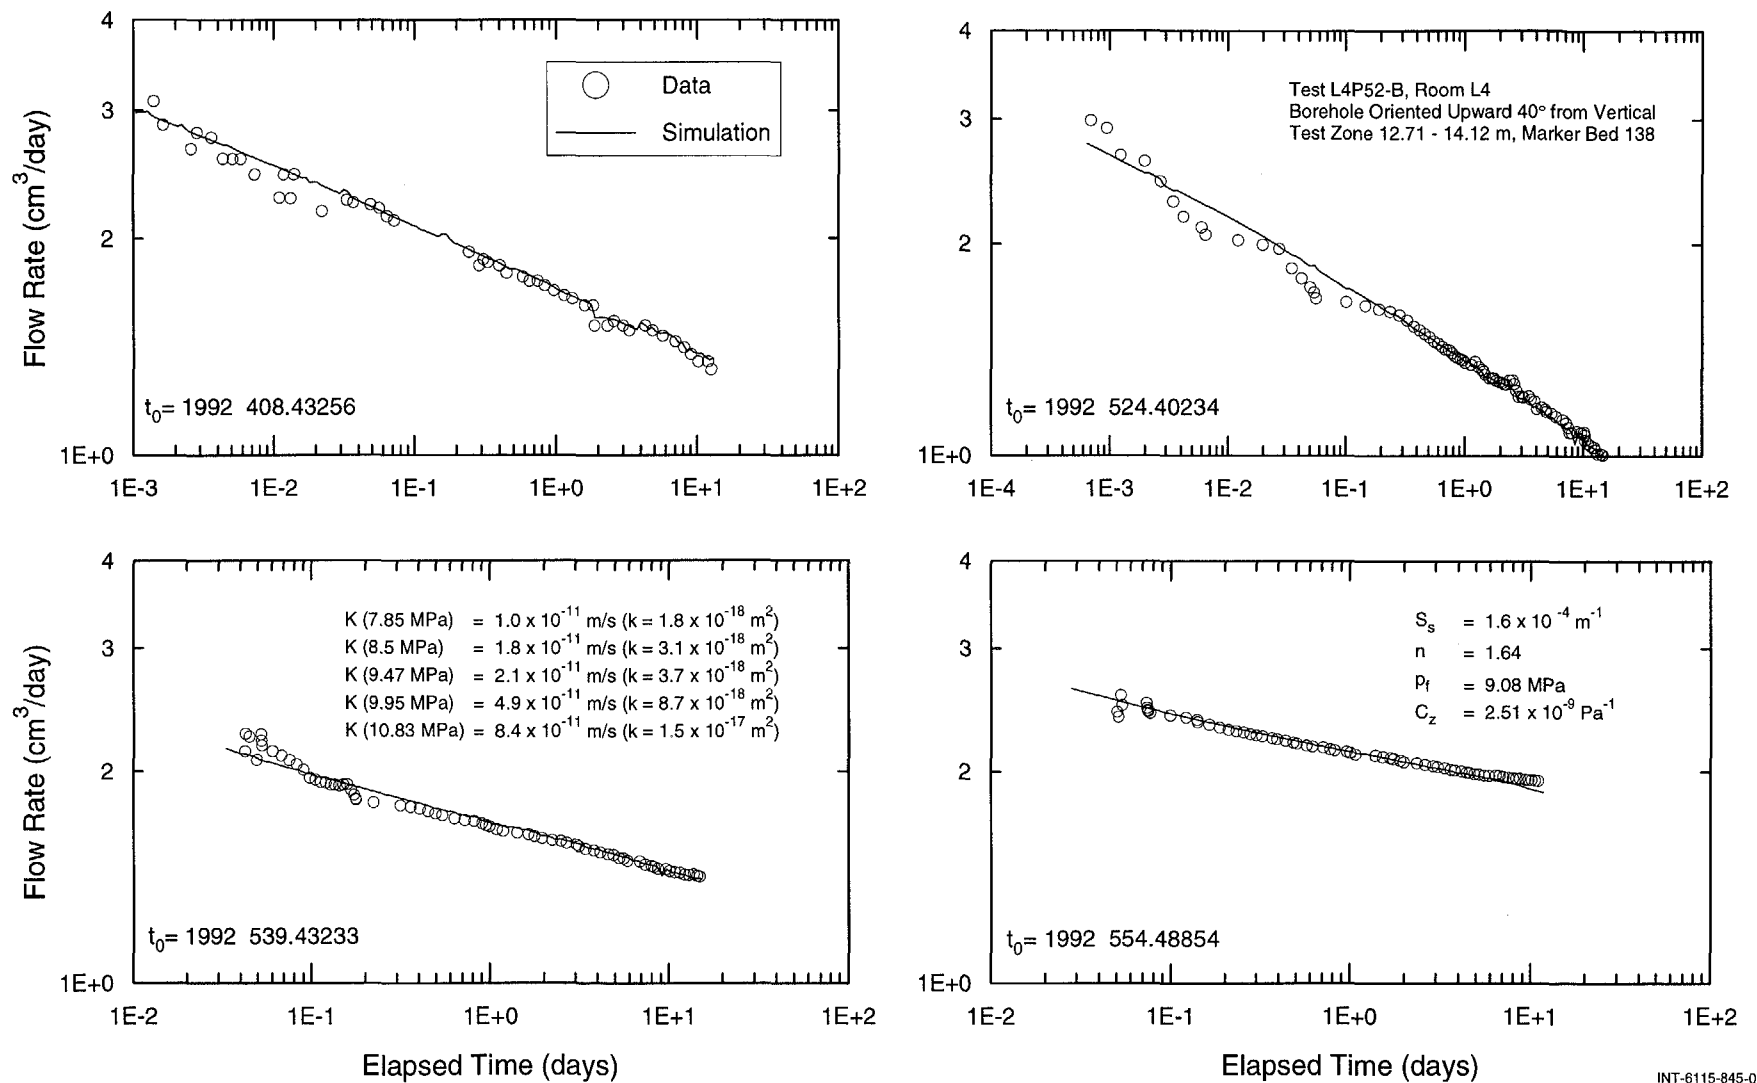 4
3
2
1E+0
Flow Rate (cm³/day)
Data
Simulation
t₀= 1992 408.43256
1E-3 1E-2 1E-1 1E+0 1E+1 1E+2
4
3
2
1E+0
Test L4P52-B, Room L4
Borehole Oriented Upward 40° from Vertical
Test Zone 12.71 - 14.12 m, Marker Bed 138
t₀= 1992 524.40234
1E-4 1E-3 1E-2 1E-1 1E+0 1E+1 1E+2
4
3
2
1E+0
Flow Rate (cm³/day)
K (7.85 MPa) = 1.0 x 10⁻¹¹ m/s (k = 1.8 x 10⁻¹⁸ m²)
K (8.5 MPa) = 1.8 x 10⁻¹¹ m/s (k = 3.1 x 10⁻¹⁸ m²)
K (9.47 MPa) = 2.1 x 10⁻¹¹ m/s (k = 3.7 x 10⁻¹⁸ m²)
K (9.95 MPa) = 4.9 x 10⁻¹¹ m/s (k = 8.7 x 10⁻¹⁸ m²)
K (10.83 MPa) = 8.4 x 10⁻¹¹ m/s (k = 1.5 x 10⁻¹⁷ m²)
t₀= 1992 539.43233
1E-2 1E-1 1E+0 1E+1 1E+2
Elapsed Time (days)
4
3
2
1E+0
Sₛ = 1.6 x 10⁻⁴ m⁻¹
n = 1.64
p_f = 9.08 MPa
C_z = 2.51 x 10⁻⁹ Pa⁻¹
t₀= 1992 554.48854
1E-2 1E-1 1E+0 1E+1 1E+2
Elapsed Time (days)
INT-6115-845-0